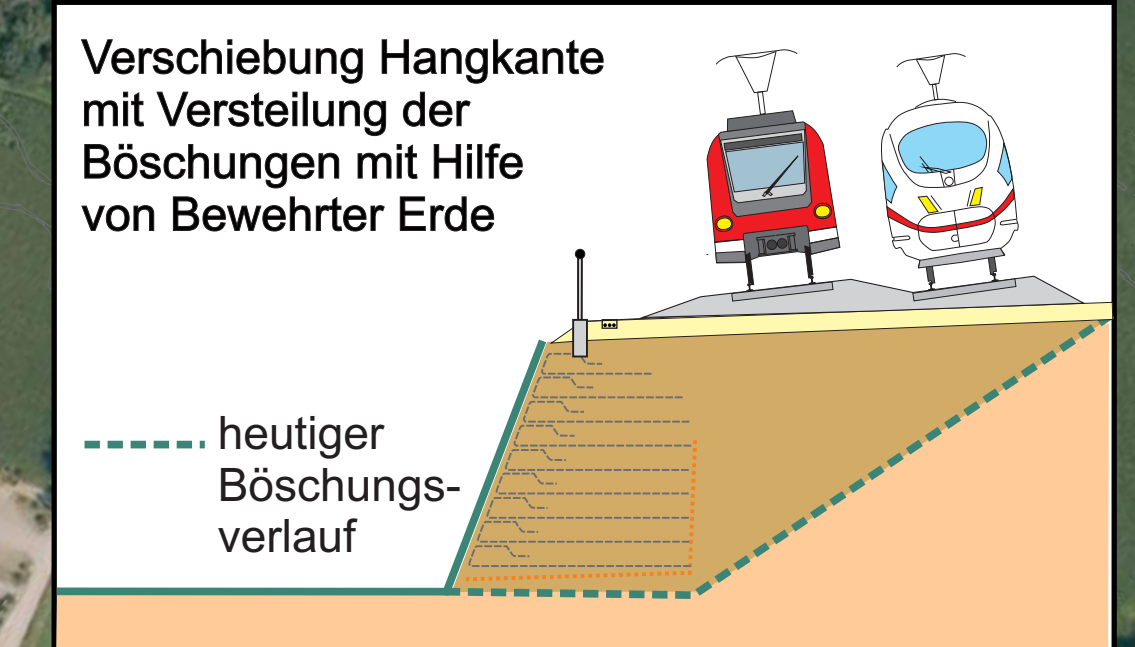 Verschiebung Hangkante
mit Versteilung der
Böschungen mit Hilfe
von Bewehrter Erde
heutiger
Böschungs-
verlauf